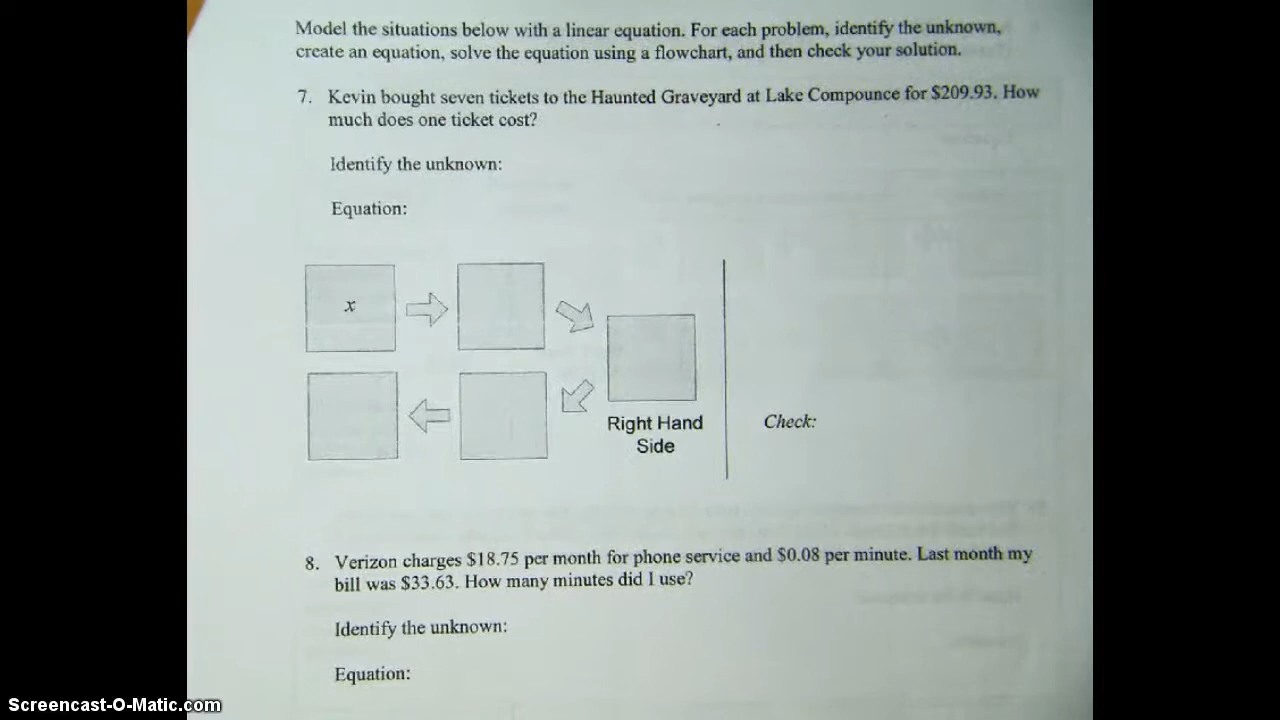 Model the situations below with a linear equation. For each problem, identify the unknown,
create an equation, solve the equation using a flowchart, and then check your solution.
7. Kevin bought seven tickets to the Haunted Graveyard at Lake Compounce for $209.93. How
much does one ticket cost?
Identify the unknown:
Equation:
x
Right Hand
Side
Check:
8. Verizon charges $18.75 per month for phone service and $0.08 per minute. Last month my
bill was $33.63. How many minutes did I use?
Identify the unknown:
Equation:
Screencast-O-Matic.com